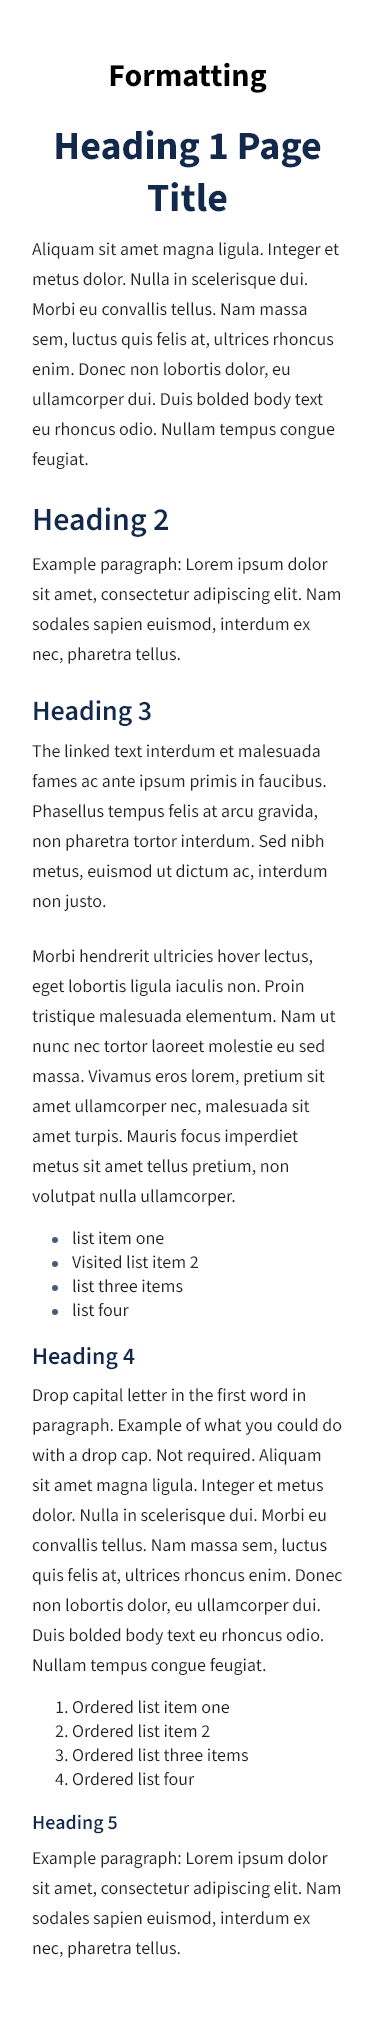 Formatting
Heading 1 Page
Title
Aliquam sit amet magna ligula. Integer et
metus dolor. Nulla in scelerisque dui.
Morbi eu convallis tellus. Nam massa
sem, luctus quis felis at, ultrices rhoncus
enim. Donec non lobortis dolor, eu
ullamcorper dui. Duis bolded body text
eu rhoncus odio. Nullam tempus congue
feugiat.
Heading 2
Example paragraph: Lorem ipsum dolor
sit amet, consectetur adipiscing elit. Nam
sodales sapien euismod, interdum ex
nec, pharetra tellus.
Heading 3
The linked text interdum et malesuada
fames ac ante ipsum primis in faucibus.
Phasellus tempus felis at arcu gravida,
non pharetra tortor interdum. Sed nibh
metus, euismod ut dictum ac, interdum
non justo.
Morbi hendrerit ultricies hover lectus,
eget lobortis ligula iaculis non. Proin
tristique malesuada elementum. Nam ut
nunc nec tortor laoreet molestie eu sed
massa. Vivamus eros lorem, pretium sit
amet ullamcorper nec, malesuada sit
amet turpis. Mauris focus imperdiet
metus sit amet tellus pretium, non
volutpat nulla ullamcorper.
• list item one
• Visited list item 2
• list three items
• list four
Heading 4
Drop capital letter in the first word in
paragraph. Example of what you could do
with a drop cap. Not required. Aliquam
sit amet magna ligula. Integer et metus
dolor. Nulla in scelerisque dui. Morbi eu
convallis tellus. Nam massa sem, luctus
quis felis at, ultrices rhoncus enim. Donec
non lobortis dolor, eu ullamcorper dui.
Duis bolded body text eu rhoncus odio.
Nullam tempus congue feugiat.
1. Ordered list item one
2. Ordered list item 2
3. Ordered list three items
4. Ordered list four
Heading 5
Example paragraph: Lorem ipsum dolor
sit amet, consectetur adipiscing elit. Nam
sodales sapien euismod, interdum ex
nec, pharetra tellus.